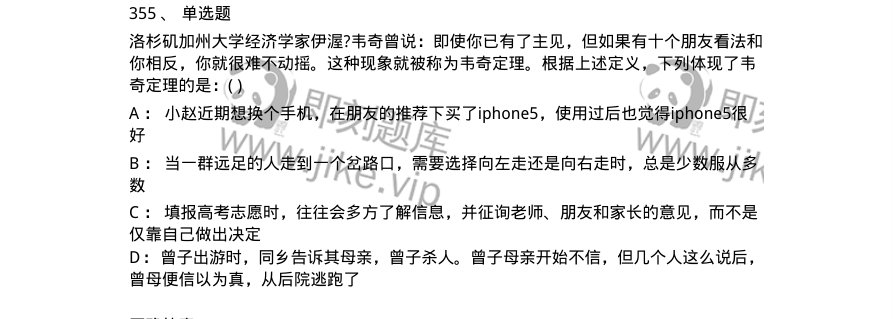 355 、 单选题
洛杉矶加州大学经济学家伊渥?韦奇曾说：即使你已有了主见，但如果有十个朋友看法和
你相反，你就很难不动摇。这种现象就被称为韦奇定理。根据上述定义，下列体现了韦
奇定理的是：( )
A ： 小赵近期想换个手机，在朋友的推荐下买了iphone5，使用过后也觉得iphone5很
好
B ： 当一群远足的人走到一个岔路口，需要选择向左走还是向右走时，总是少数服从多
数
C ： 填报高考志愿时，往往会多方了解信息，并征询老师、朋友和家长的意见，而不是
仅靠自己做出决定
D：曾子出游时，同乡告诉其母亲，曾子杀人。曾子母亲开始不信，但几个人这么说后，
曾母便信以为真，从后院逃跑了
即刻题库
www.jike.vip
即刻
www.jike